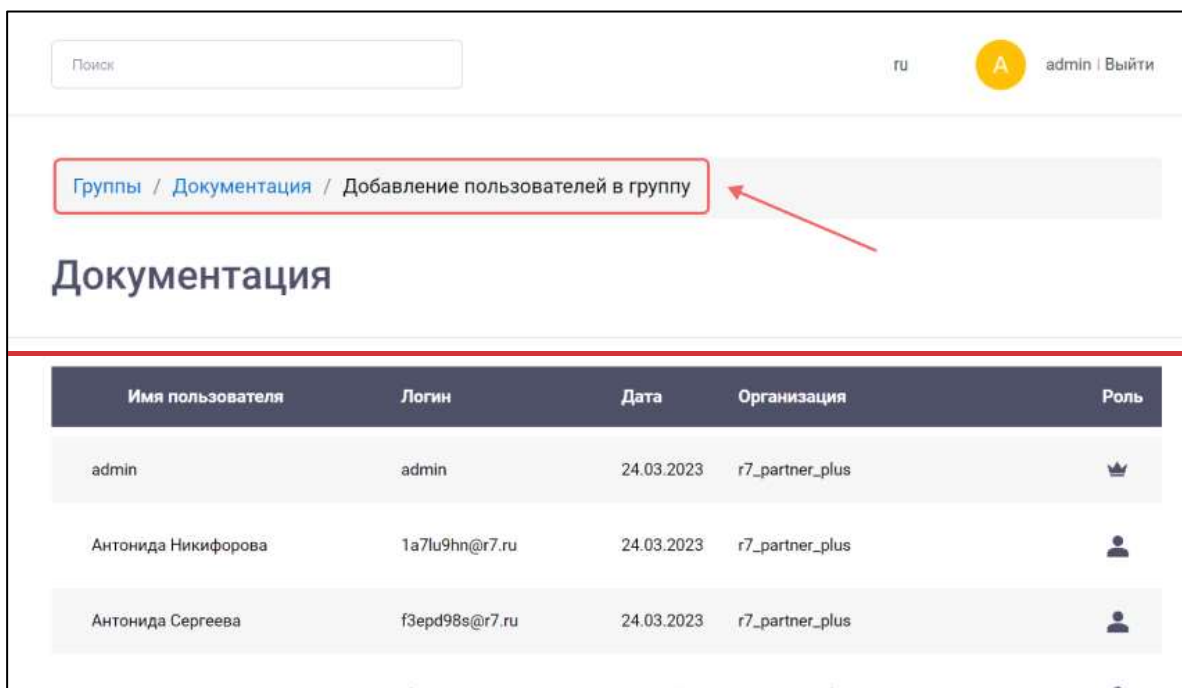 Поиск
ru
A
admin | Выйти
Группы / Документация / Добавление пользователей в группу
Документация
Имя пользователя Логин Дата Организация Роль
admin admin 24.03.2023 r7_partner_plus
Антонида Никифорова 1a7lu9hn@r7.ru 24.03.2023 r7_partner_plus
Антонида Сергеева f3epd98s@r7.ru 24.03.2023 r7_partner_plus